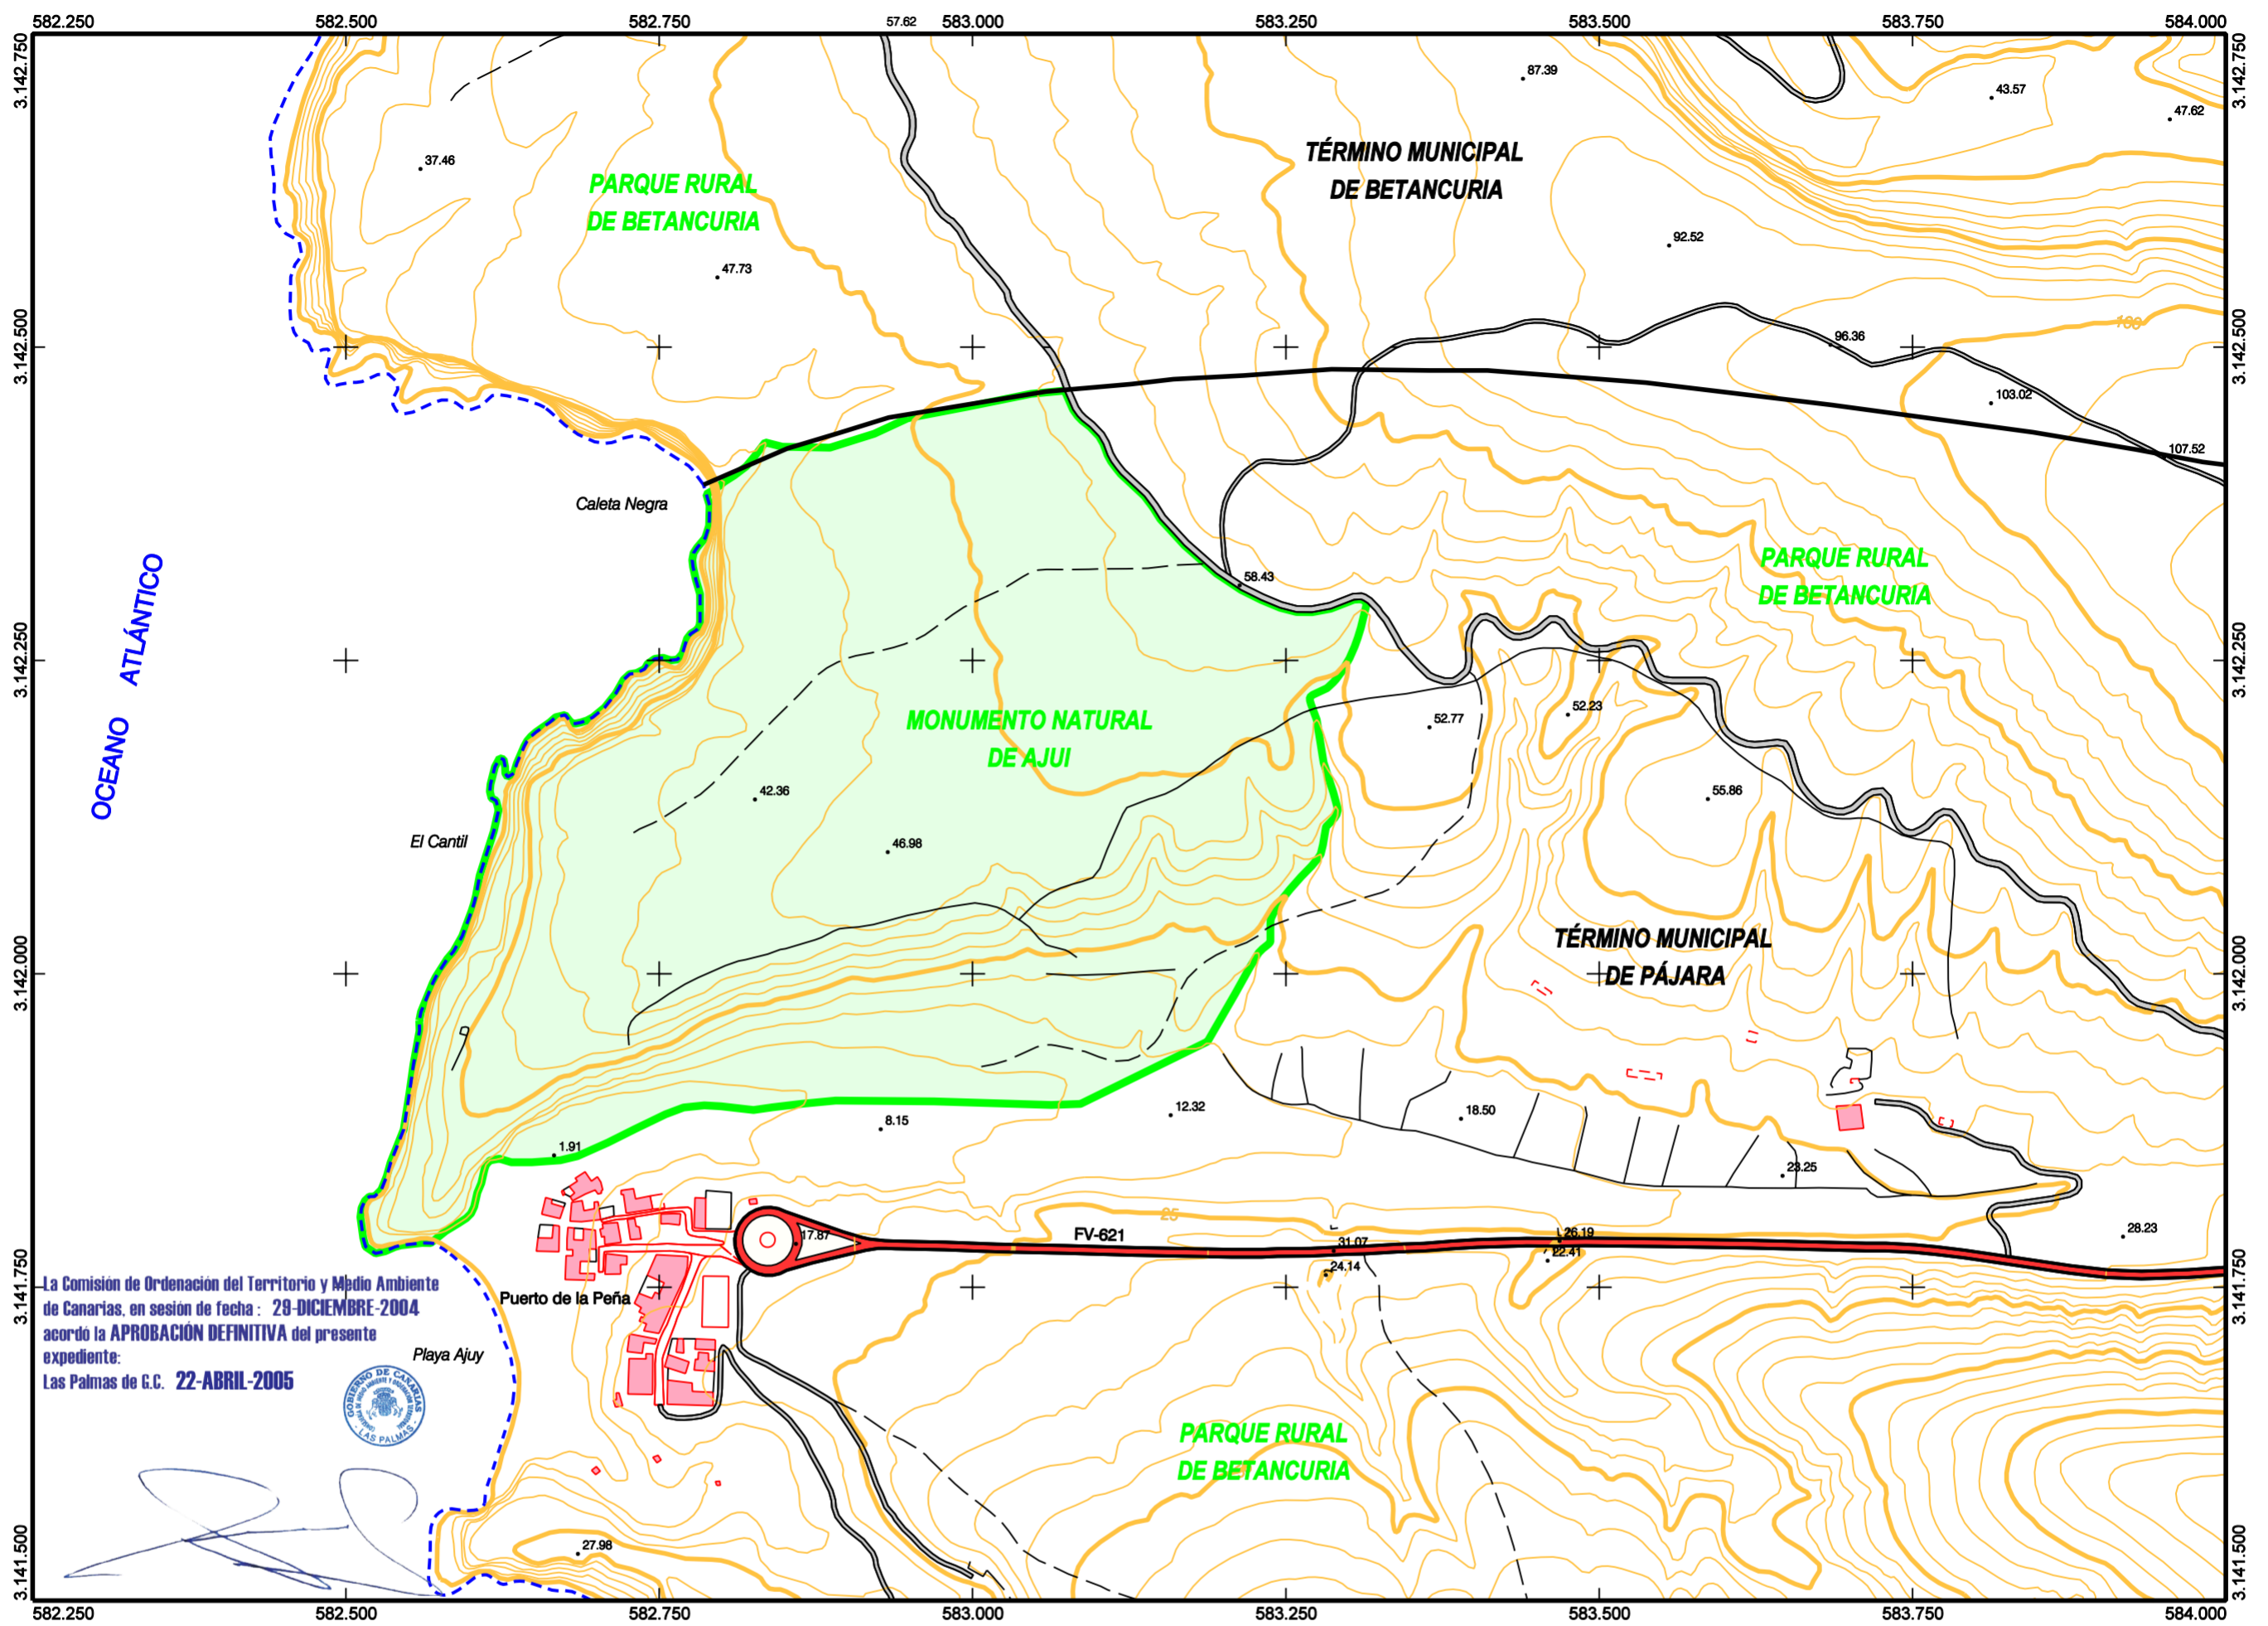 582.250 582.500 582.750 57.62 583.000 583.250 583.500 583.750 584.000
3.142.750
3.142.750
87.39
43.57
47.62
37.46
TÉRMINO MUNICIPAL
DE BETANCURIA
PARQUE RURAL
DE BETANCURIA
92.52
47.73
100
3.142.500
96.36
3.142.500
103.02
107.52
Caleta Negra
PARQUE RURAL
DE BETANCURIA
58.43
OCEANO ATLÁNTICO
3.142.250
3.142.250
MONUMENTO NATURAL
DE AJUI
52.77
52.23
42.36
55.86
El Cantil
46.98
TÉRMINO MUNICIPAL
DE PÁJARA
3.142.000
3.142.000
12.32
18.50
8.15
1.91
23.25
25
17.87
FV-621
31.07
26.19
28.23
22.41
24.14
3.141.750
3.141.750
La Comisión de Ordenación del Territorio y Medio Ambiente
de Canarias, en sesión de fecha : 29-DICIEMBRE-2004
acordó la APROBACIÓN DEFINITIVA del presente
expediente:
Las Palmas de G.C. 22-ABRIL-2005
Puerto de la Peña
Playa Ajuy
GOBIERNO DE CANARIAS
LAS PALMAS
PARQUE RURAL
DE BETANCURIA
27.98
3.141.500
3.141.500
582.250 582.500 582.750 583.000 583.250 583.500 583.750 584.000